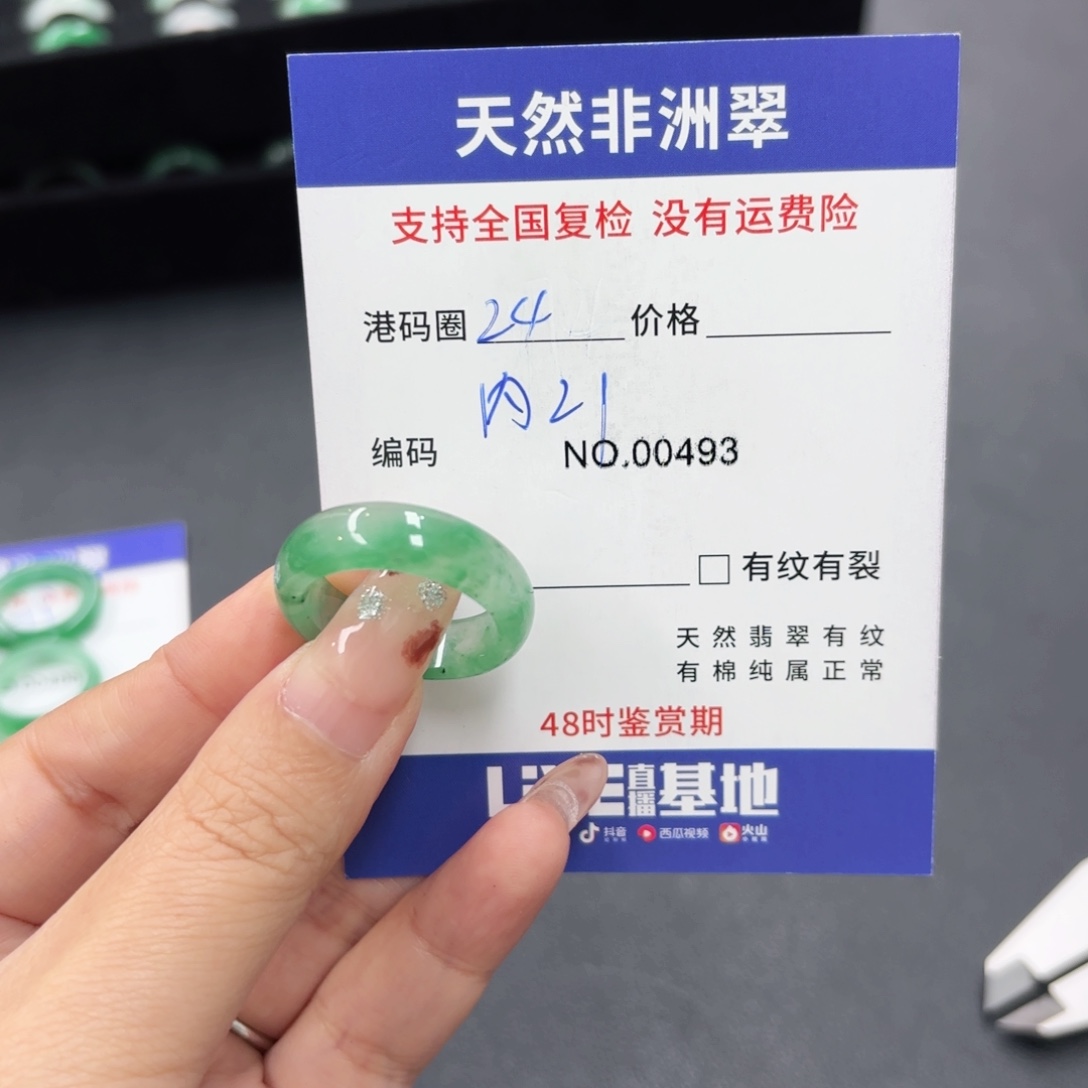 天然非洲翠
支持全国复检 没有运费险
港码圈 24 价格
内21
编码 NO.00493
有纹有裂
天然翡翠有纹
有棉纯属正常
48时鉴赏期
直播基地
抖音 西瓜视频 火山